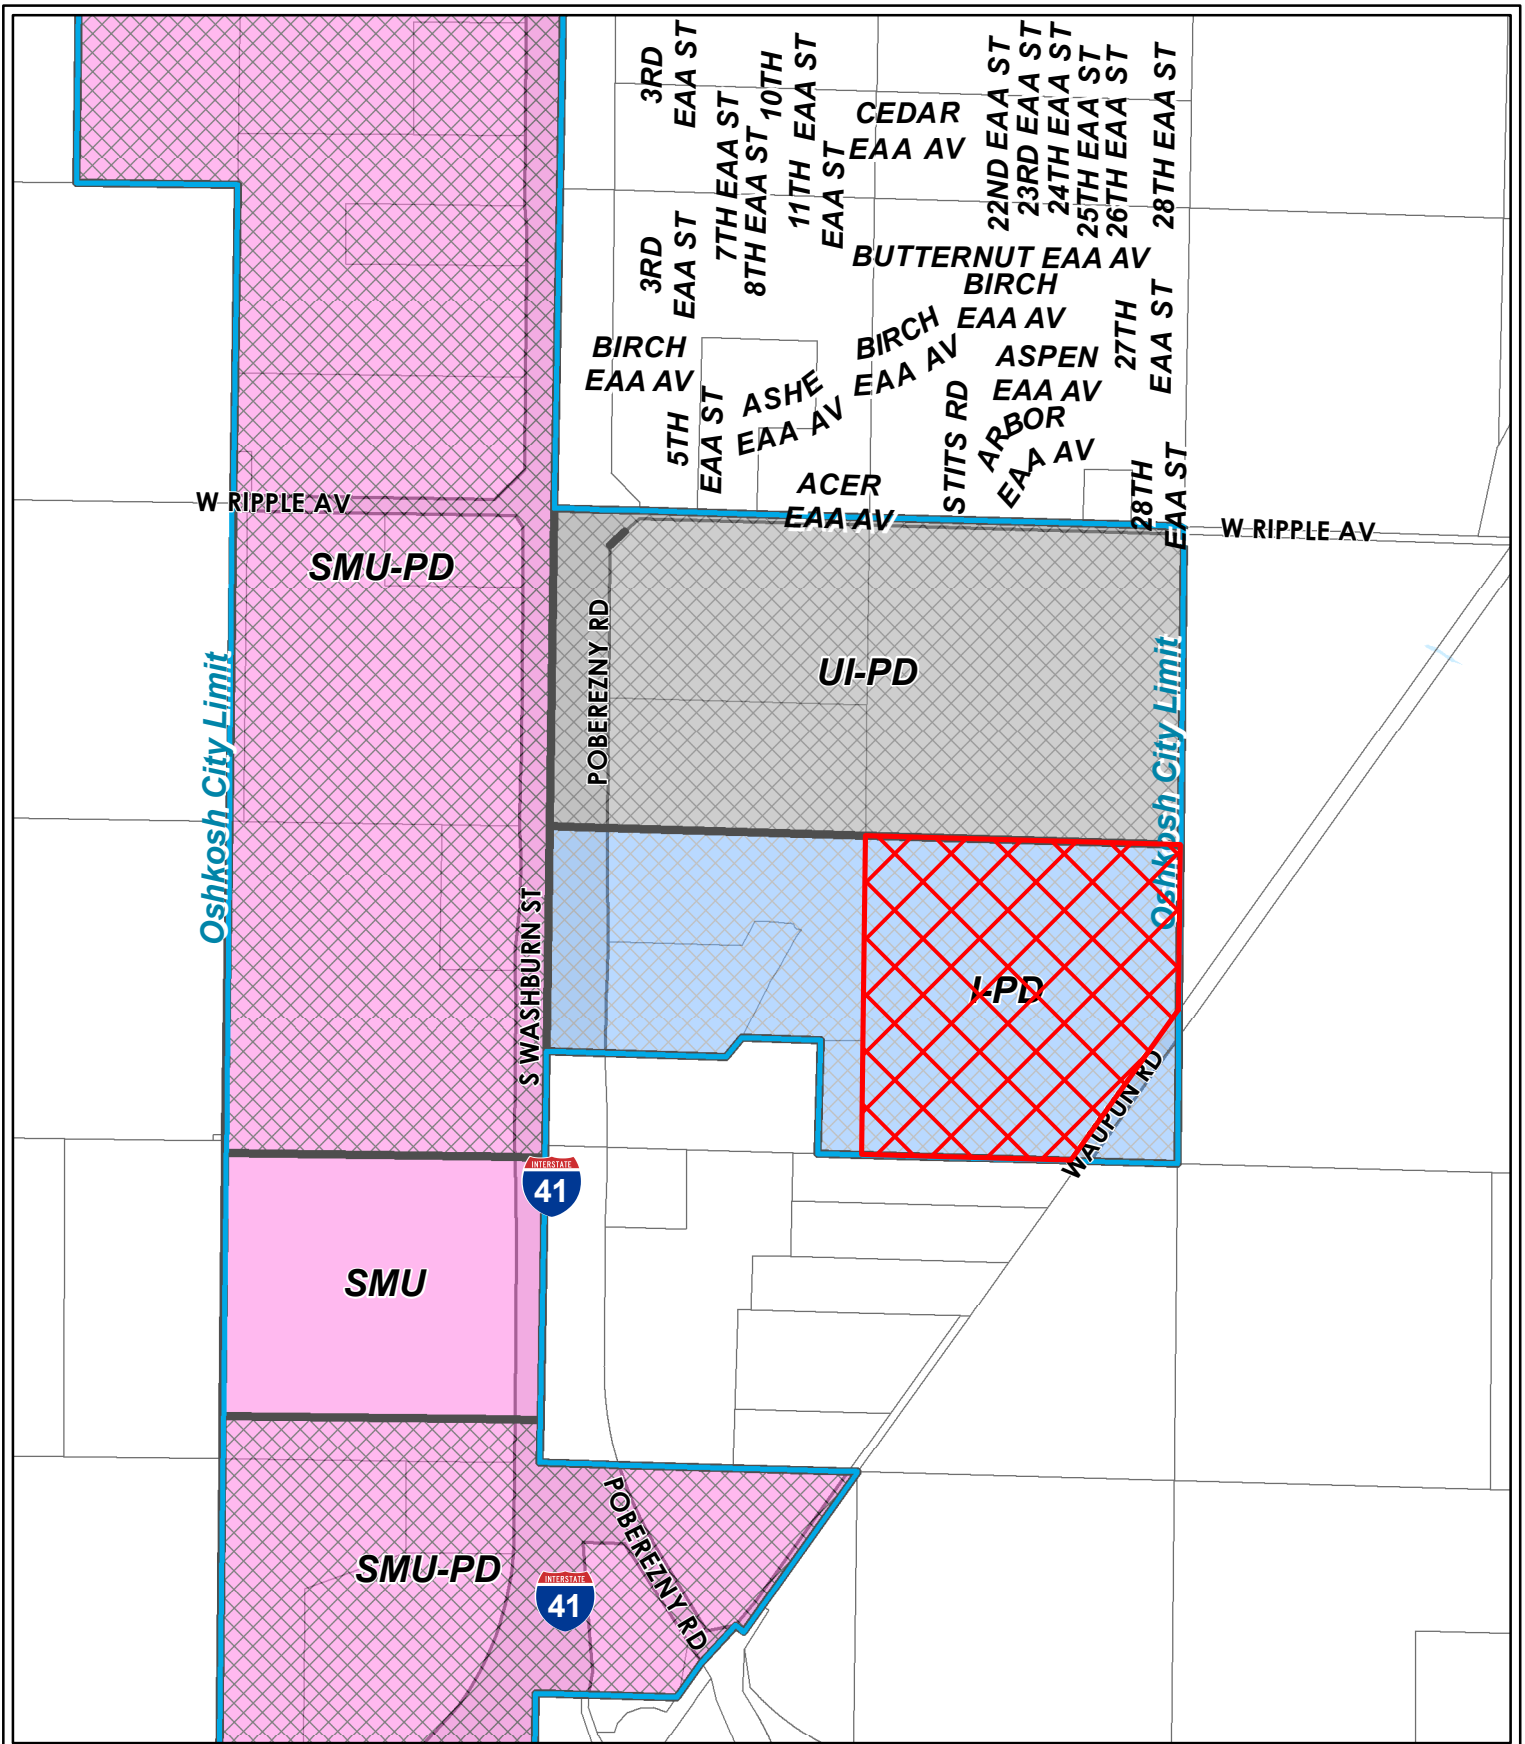 3RD
EAA ST
7TH EAA ST
8TH EAA ST
10TH
EAA ST
11TH
EAA ST
CEDAR
EAA AV
22ND EAA ST
23RD EAA ST
24TH EAA ST
25TH EAA ST
26TH EAA ST
28TH EAA ST
3RD
EAA ST
BUTTERNUT EAA AV
BIRCH
EAA AV
27TH
EAA ST
BIRCH
EAA AV
BIRCH
EAA AV
ASPEN
EAA AV
ASHE
EAA AV
5TH
EAA ST
STITS RD
ARBOR
EAA AV
ACER
EAA AV
28TH
EAA ST
W RIPPLE AV
W RIPPLE AV
SMU-PD
POBEREZNY RD
UI-PD
Oshkosh City Limit
Oshkosh City Limit
S WASHBURN ST
I-PD
WAUPUN RD
INTERSTATE
41
SMU
POBEREZNY RD
SMU-PD
INTERSTATE
41